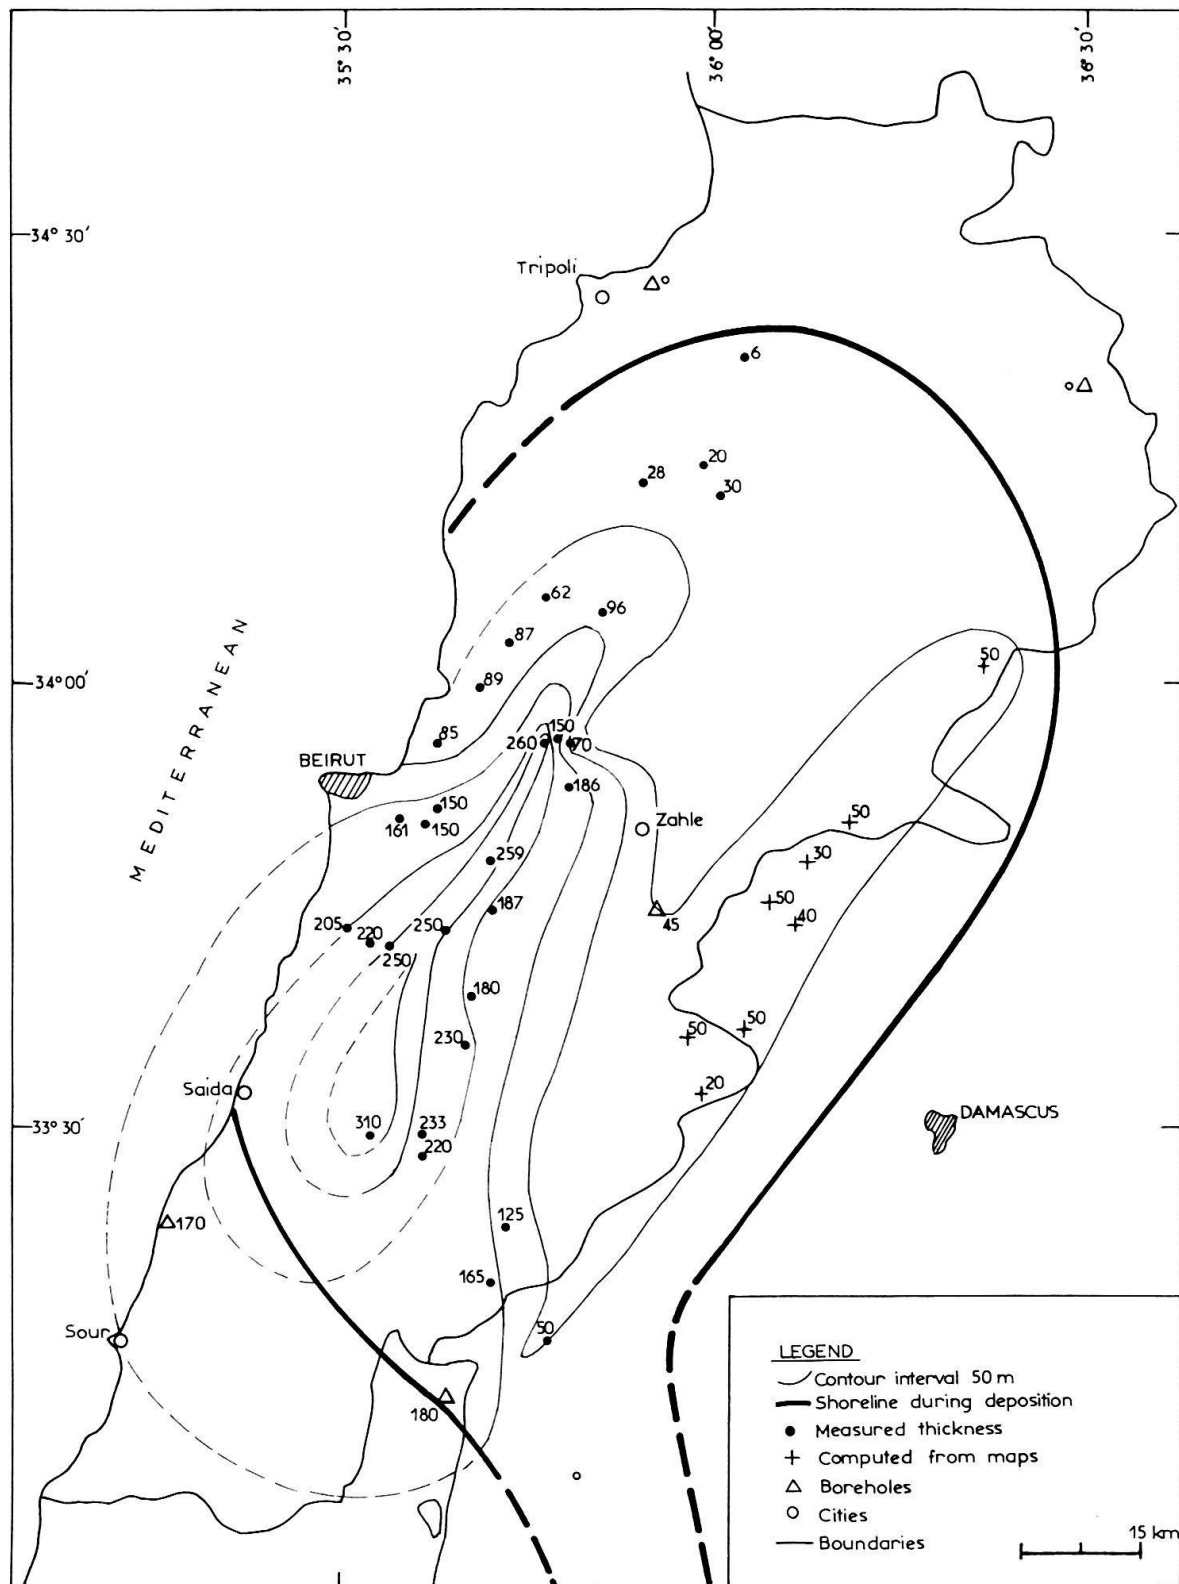 35° 30'
36° 00'
36° 30'
34° 30'
Tripoli
o
o
6
20
28
30
62
96
87
MEDITERRANEAN
50
34° 00'
89
85
150
260
70
BEIRUT
186
150
161
150
Zahle
50
259
30
50
187
45
40
205
220
250
250
180
50
50
230
Saida
20
DAMASCUS
33° 30'
310
233
220
170
125
165
Sour
50
180
LEGEND
Contour interval 50 m
Shoreline during deposition
Measured thickness
Computed from maps
Boreholes
Cities
Boundaries
15 km